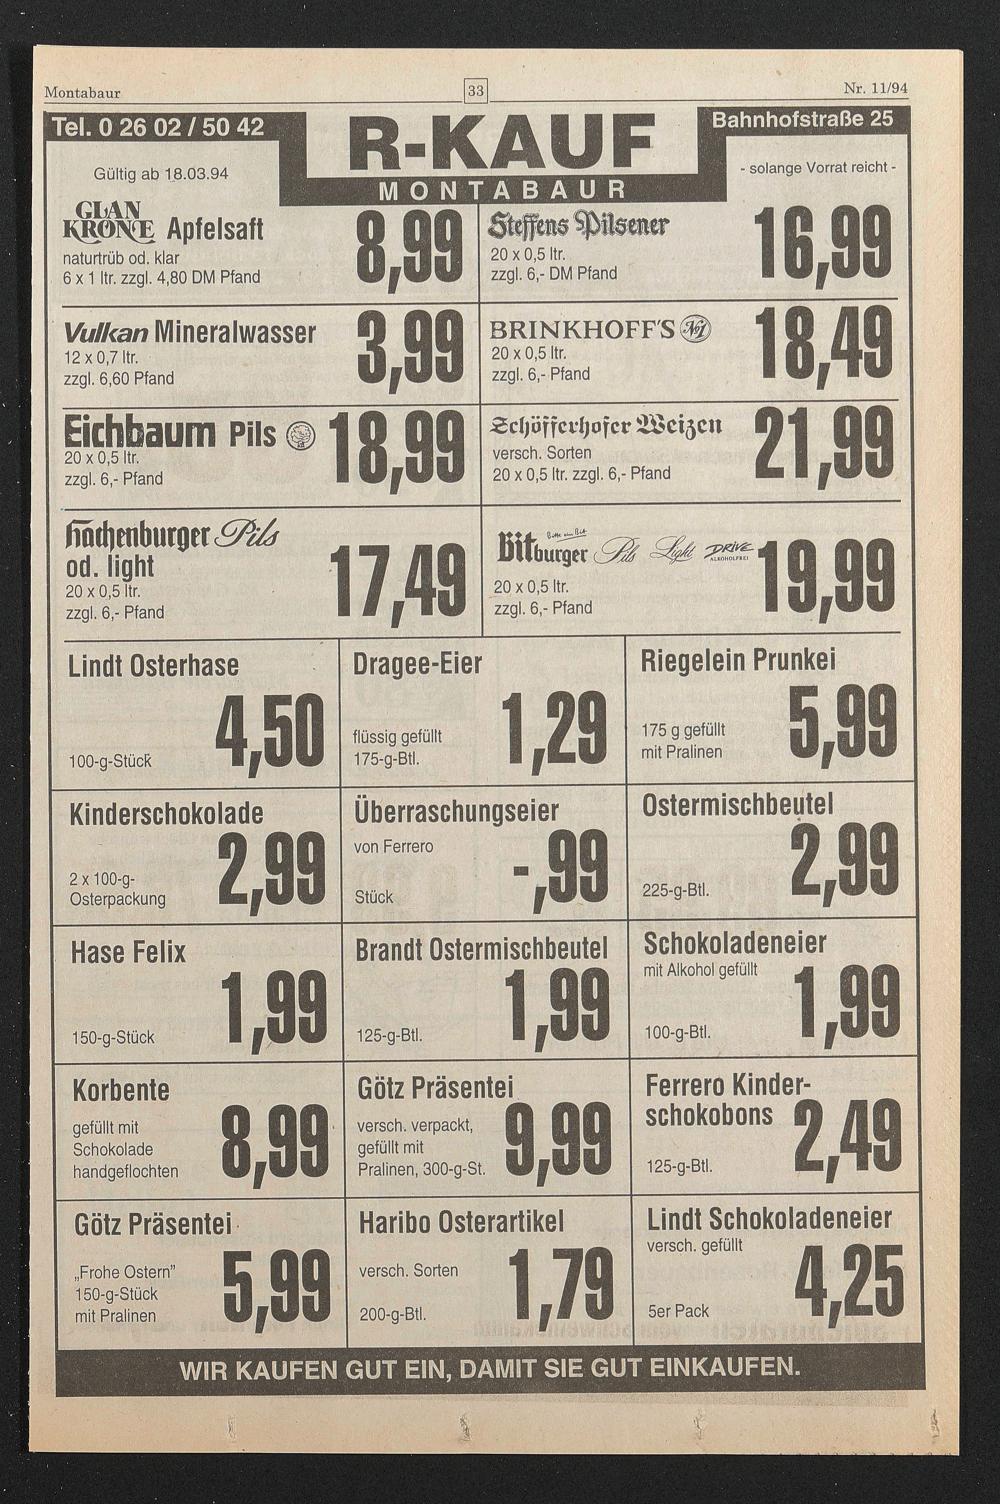 Montabaur
33
Nr. 11/94
Tel. 0 26 02 / 50 42
R-KAUF
MONTABAUR
Bahnhofstraße 25
Gültig ab 18.03.94
- solange Vorrat reicht -
GLAN KRONE Apfelsaft
naturtrüb od. klar
6 x 1 ltr. zzgl. 4,80 DM Pfand
8,99
Steffens Pilsener
20 x 0,5 ltr.
zzgl. 6,- DM Pfand
16,99
Vulkan Mineralwasser
12 x 0,7 ltr.
zzgl. 6,60 Pfand
3,99
BRINKHOFF'S No1
20 x 0,5 ltr.
zzgl. 6,- Pfand
18,49
Eichbaum Pils
20 x 0,5 ltr.
zzgl. 6,- Pfand
18,99
Schöfferhofer Weizen
versch. Sorten
20 x 0,5 ltr. zzgl. 6,- Pfand
21,99
Hachenburger Pils
od. light
20 x 0,5 ltr.
zzgl. 6,- Pfand
17,49
Bitte ein Bit
Bitburger Pils Light DRIVE
ALKOHOLFREI
20 x 0,5 ltr.
zzgl. 6,- Pfand
19,99
Lindt Osterhase
4,50
100-g-Stück
Dragee-Eier
flüssig gefüllt
175-g-Btl.
1,29
Riegelein Prunkei
175 g gefüllt
mit Pralinen
5,99
Kinderschokolade
2 x 100-g-
Osterpackung
2,99
Überraschungseier
von Ferrero
Stück
-,99
Ostermischbeutel
225-g-Btl.
2,99
Hase Felix
150-g-Stück
1,99
Brandt Ostermischbeutel
125-g-Btl.
1,99
Schokoladeneier
mit Alkohol gefüllt
100-g-Btl.
1,99
Korbente
gefüllt mit
Schokolade
handgeflochten
8,99
Götz Präsentei
versch. verpackt,
gefüllt mit
Pralinen, 300-g-St.
9,99
Ferrero Kinder-
schokobons
125-g-Btl.
2,49
Götz Präsentei
„Frohe Ostern”
150-g-Stück
mit Pralinen
5,99
Haribo Osterartikel
versch. Sorten
200-g-Btl.
1,79
Lindt Schokoladeneier
versch. gefüllt
5er Pack
4,25
WIR KAUFEN GUT EIN, DAMIT SIE GUT EINKAUFEN.